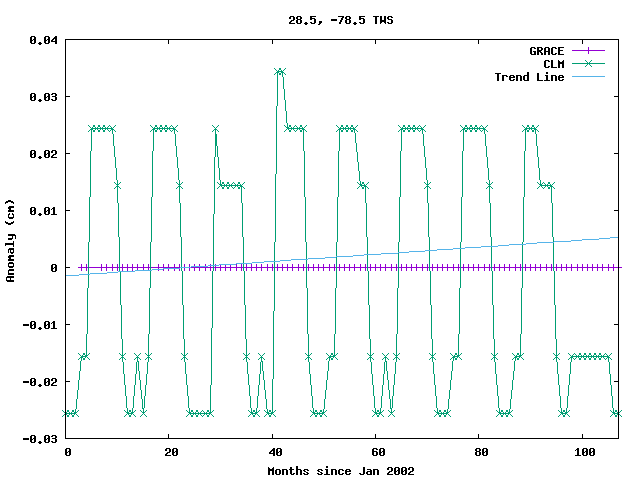 28.5, -78.5 TWS
0.04
0.03
0.02
0.01
0
-0.01
-0.02
-0.03
Anomaly (cm)
GRACE
CLM
Trend Line
0 20 40 60 80 100
Months since Jan 2002